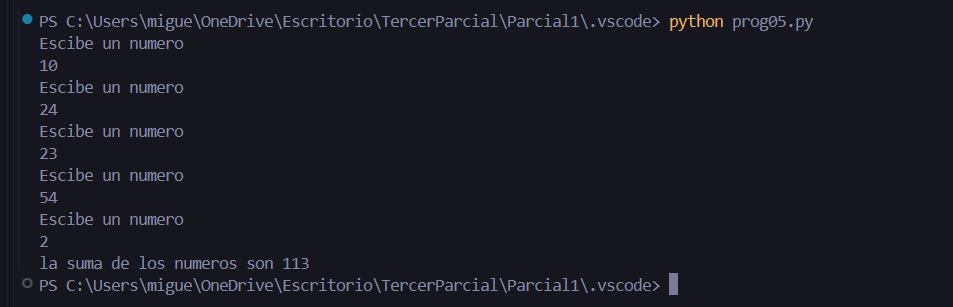 PS C:\Users\migue\OneDrive\Escritorio\TercerParcial\Parcial1\.vscode> python prog05.py
Escibe un numero
10
Escibe un numero
24
Escibe un numero
23
Escibe un numero
54
Escibe un numero
2
la suma de los numeros son 113
PS C:\Users\migue\OneDrive\Escritorio\TercerParcial\Parcial1\.vscode>